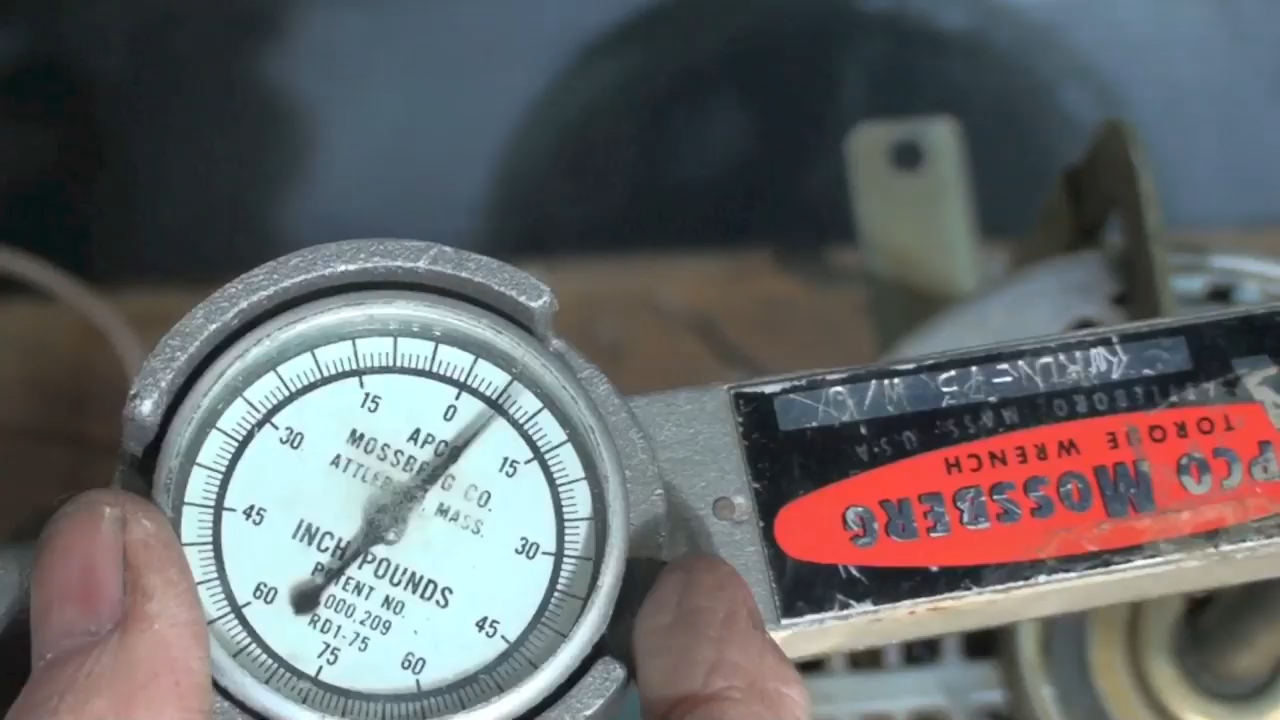 15 0 15
30 30
45 45
60 60
75
APCO
MOSSBERG CO.
ATTLEBORO, MASS.
INCH POUNDS
PATENT NO.
000,209
RD1-75
TORQUE WRENCH
APCO MOSSBERG
MASS. U.S.A